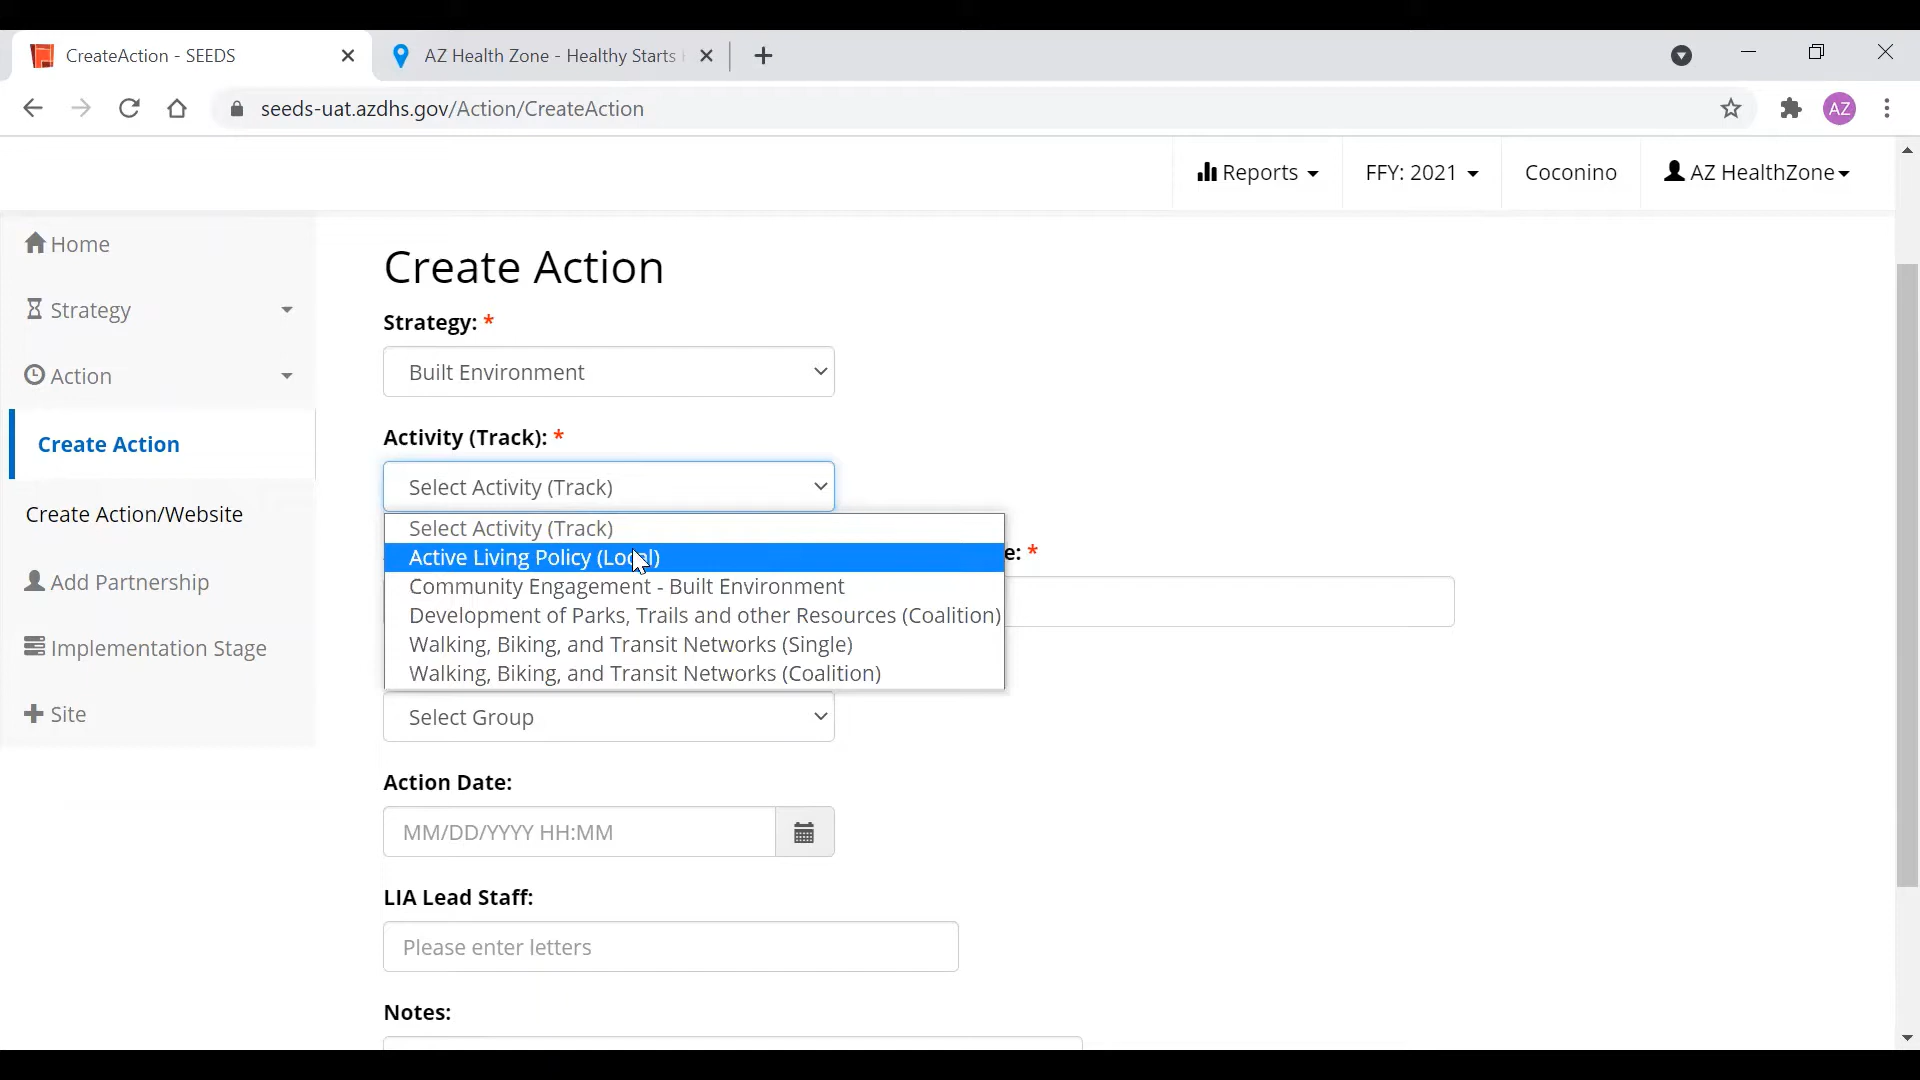 CreateAction - SEEDS
AZ Health Zone - Healthy Starts
seeds-uat.azdhs.gov/Action/CreateAction
AZ
Reports
FFY: 2021
Coconino
AZ HealthZone
Home
Strategy
Action
Create Action
Create Action/Website
Add Partnership
Implementation Stage
Site
Create Action
Strategy: *
Built Environment
Activity (Track): *
Select Activity (Track)
Select Activity (Track)
Active Living Policy (Local)
Community Engagement - Built Environment
Development of Parks, Trails and other Resources (Coalition)
Walking, Biking, and Transit Networks (Single)
Walking, Biking, and Transit Networks (Coalition)
e: *
Select Group
Action Date:
MM/DD/YYYY HH:MM
LIA Lead Staff:
Please enter letters
Notes: